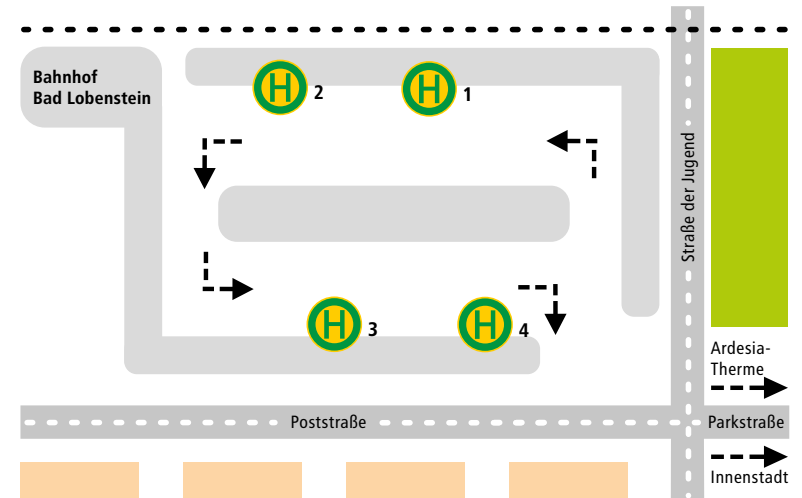 Bahnhof
Bad Lobenstein
H 2
H 1
Straße der Jugend
H 3
H 4
Ardesia-
Therme
Poststraße
Parkstraße
Innenstadt